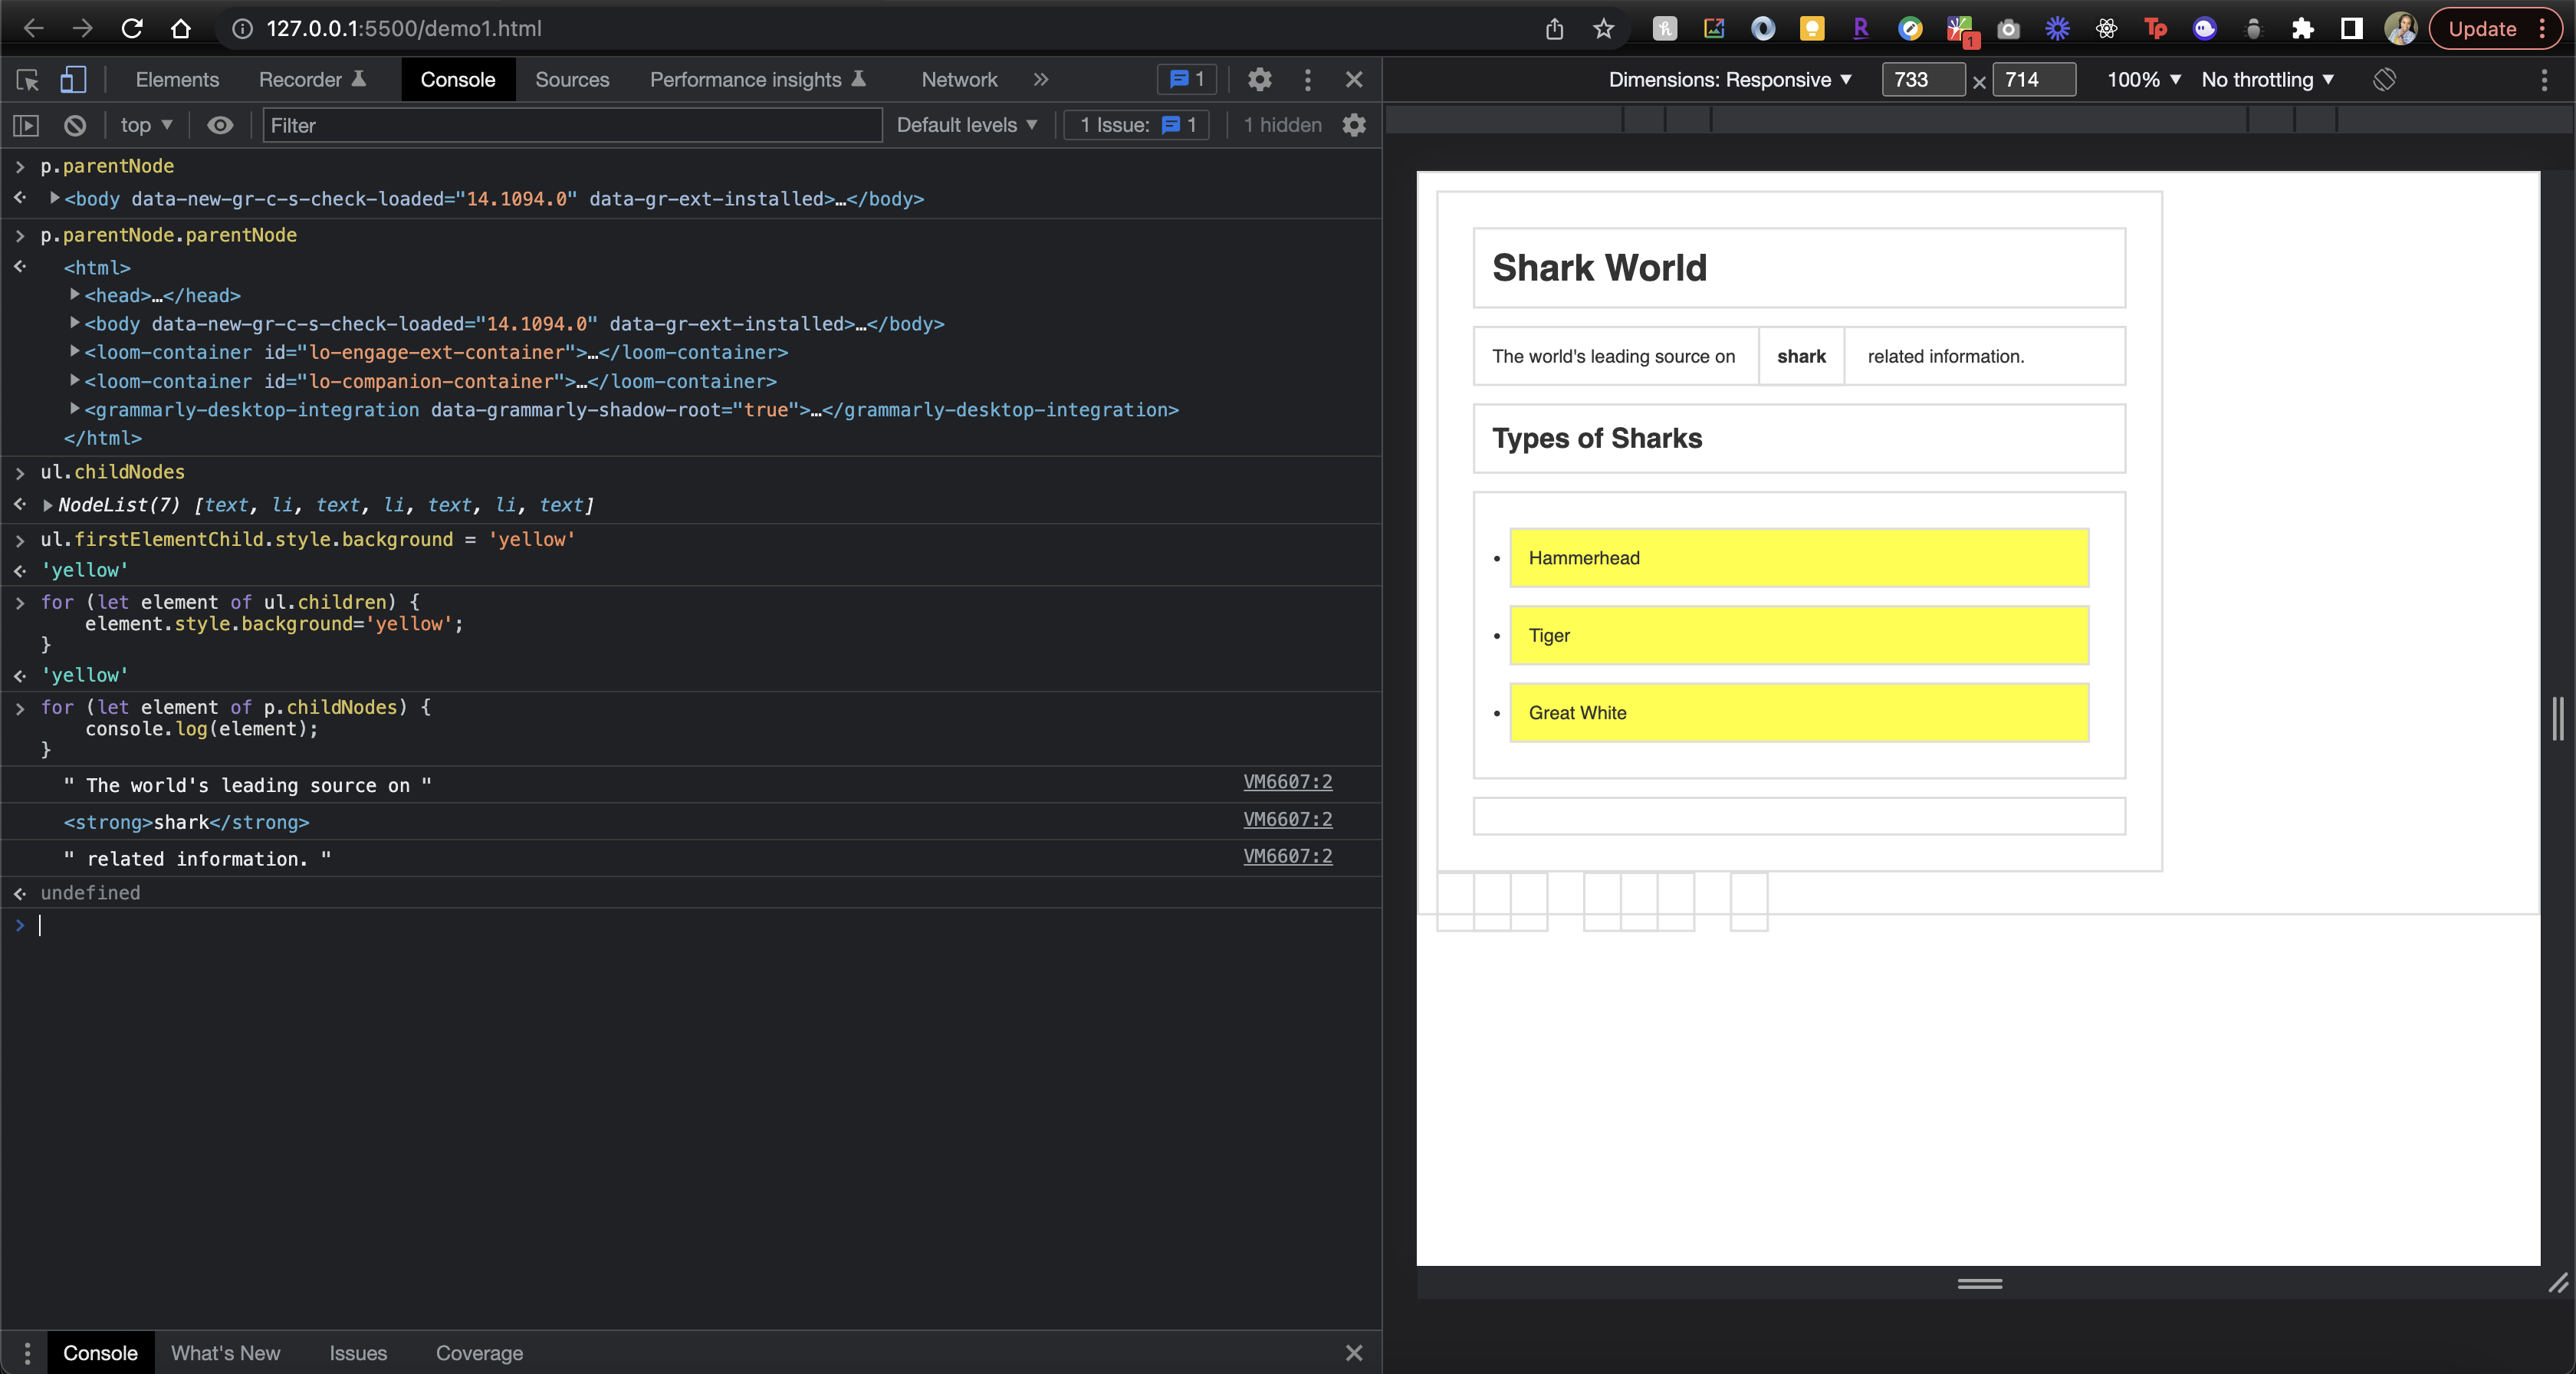 127.0.0.1:5500/demo1.html
1
Tp
Update
Elements
Recorder
Console
Sources
Performance insights
Network
1
Dimensions: Responsive
733
×
714
100%
No throttling
top
Filter
Default levels
1 Issue: 1
1 hidden
p.parentNode
<body data-new-gr-c-s-check-loaded="14.1094.0" data-gr-ext-installed>…</body>
p.parentNode.parentNode
<html>
<head>…</head>
<body data-new-gr-c-s-check-loaded="14.1094.0" data-gr-ext-installed>…</body>
<loom-container id="lo-engage-ext-container">…</loom-container>
<loom-container id="lo-companion-container">…</loom-container>
<grammarly-desktop-integration data-grammarly-shadow-root="true">…</grammarly-desktop-integration>
</html>
ul.childNodes
NodeList(7) [text, li, text, li, text, li, text]
ul.firstElementChild.style.background = 'yellow'
'yellow'
for (let element of ul.children) {
element.style.background='yellow';
}
'yellow'
for (let element of p.childNodes) {
console.log(element);
}
" The world's leading source on "
VM6607:2
<strong>shark</strong>
VM6607:2
" related information. "
VM6607:2
undefined
Console
What's New
Issues
Coverage
Shark World
The world's leading source on shark related information.
Types of Sharks
Hammerhead
Tiger
Great White